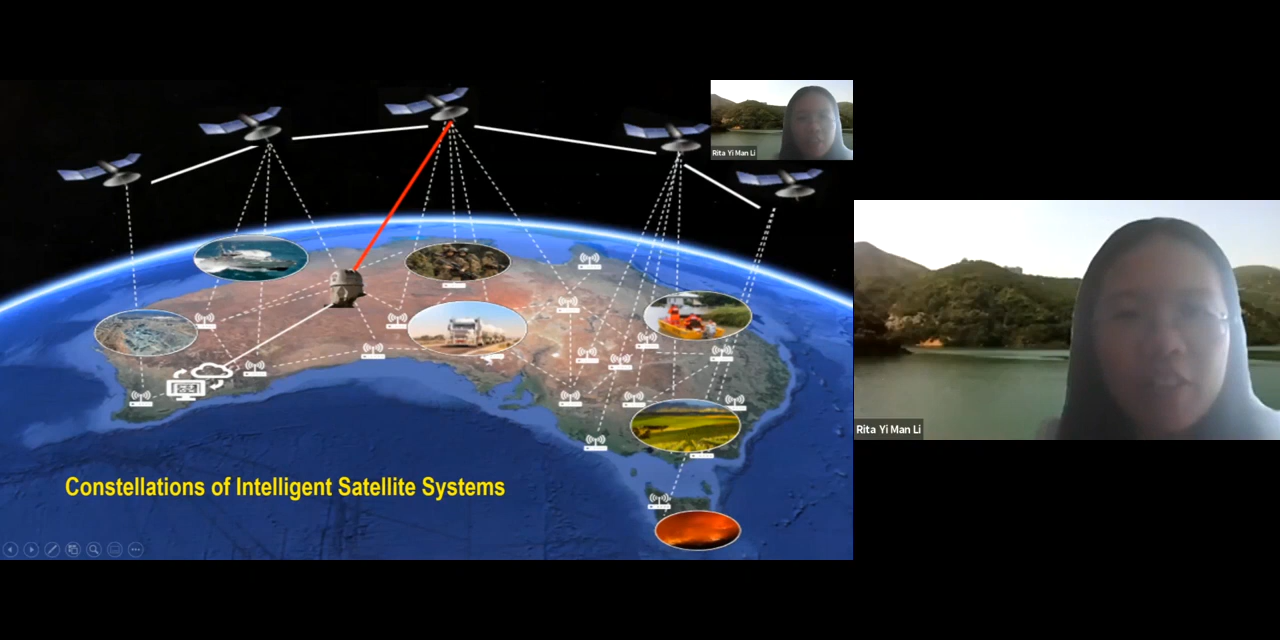 Rita Yi Man Li
Rita Yi Man Li
Constellations of Intelligent Satellite Systems